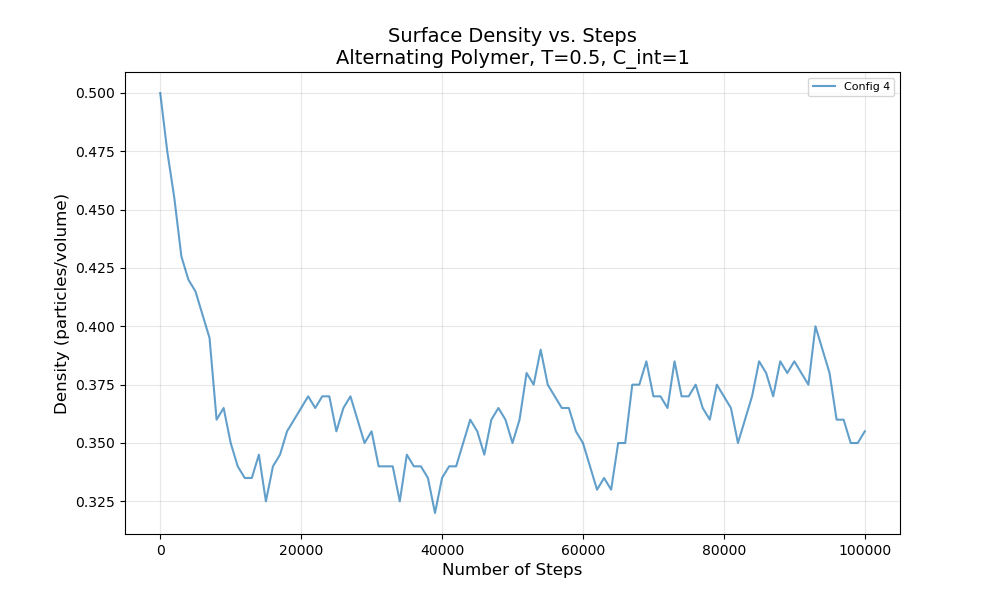 Surface Density vs. Steps
Alternating Polymer, T=0.5, C_int=1
Config 4
Density (particles/volume)
0.500
0.475
0.450
0.425
0.400
0.375
0.350
0.325
0
20000
40000
60000
80000
100000
Number of Steps